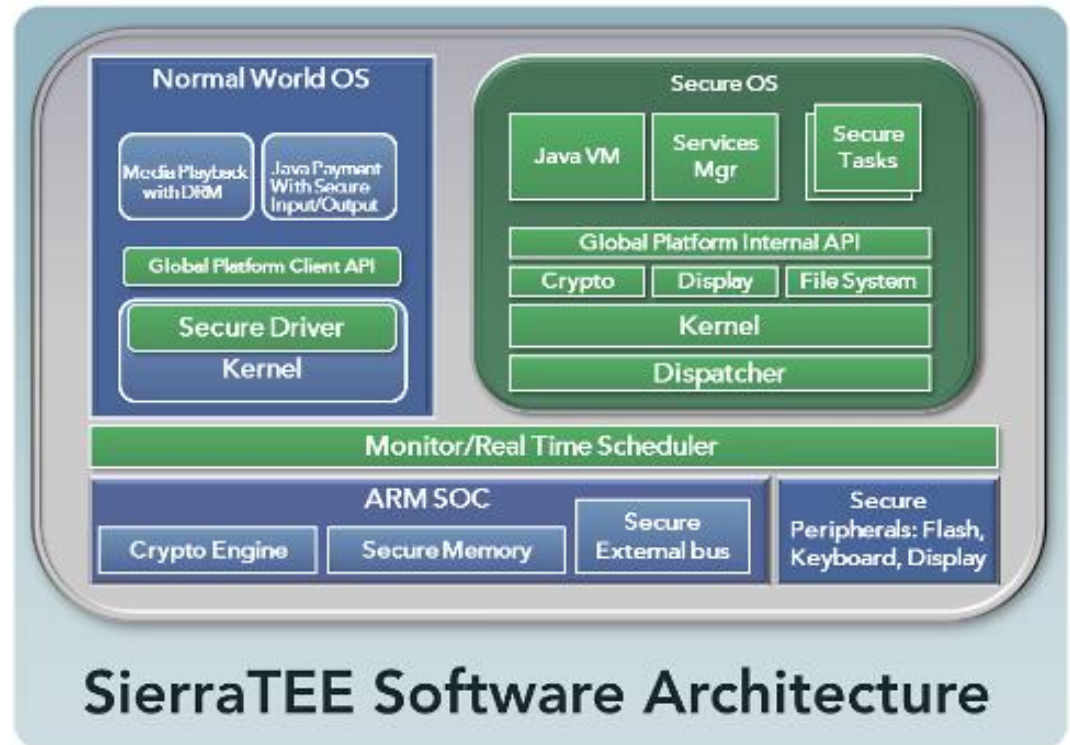 Normal World OS
Media Playback
with DRM
Java Payment
With Secure
Input/Output
Global Platform Client API
Secure Driver
Kernel
Secure OS
Java VM
Services
Mgr
Secure
Tasks
Global Platform Internal API
Crypto
Display
File System
Kernel
Dispatcher
Monitor/Real Time Scheduler
ARM SOC
Crypto Engine
Secure Memory
Secure
External bus
Secure
Peripherals: Flash,
Keyboard, Display
SierraTEE Software Architecture